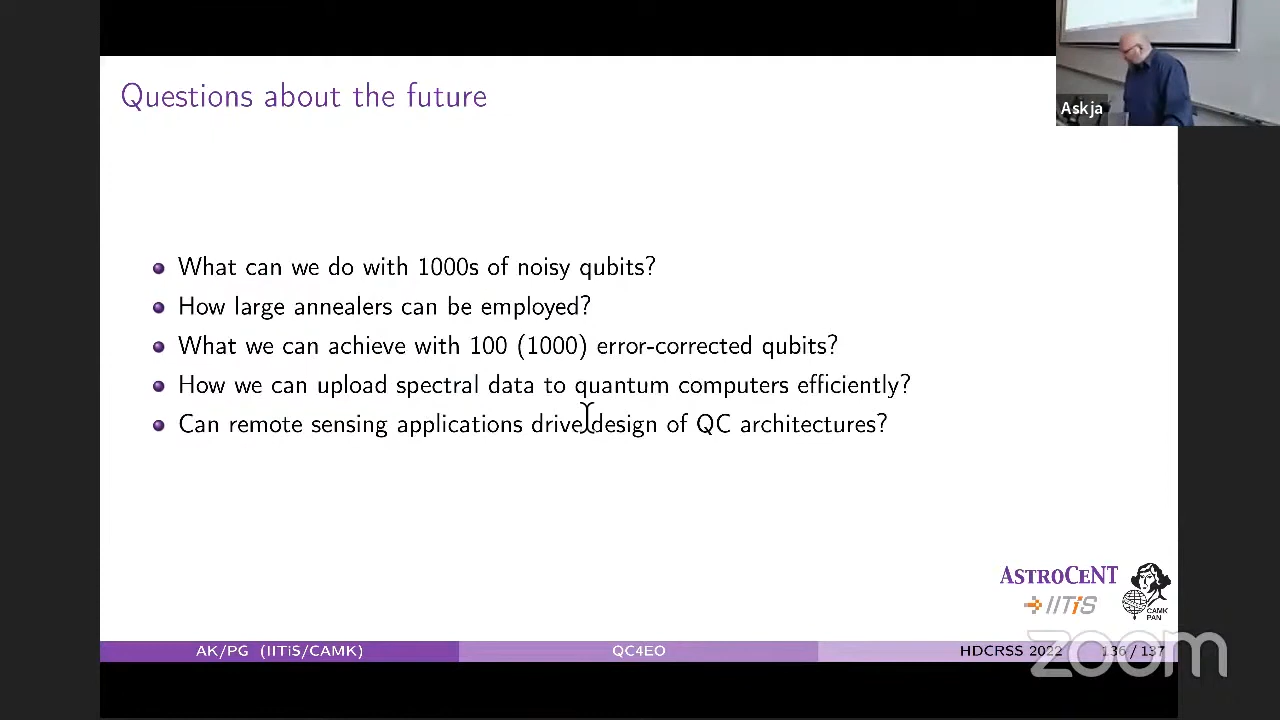 Questions about the future
Askja
What can we do with 1000s of noisy qubits?
How large annealers can be employed?
What we can achieve with 100 (1000) error-corrected qubits?
How we can upload spectral data to quantum computers efficiently?
Can remote sensing applications drive design of QC architectures?
ASTROCENT
IITiS
CAMK
PAN
AK/PG (IITiS/CAMK)
QC4EO
HDCRSS 2022
136 / 137
zoom